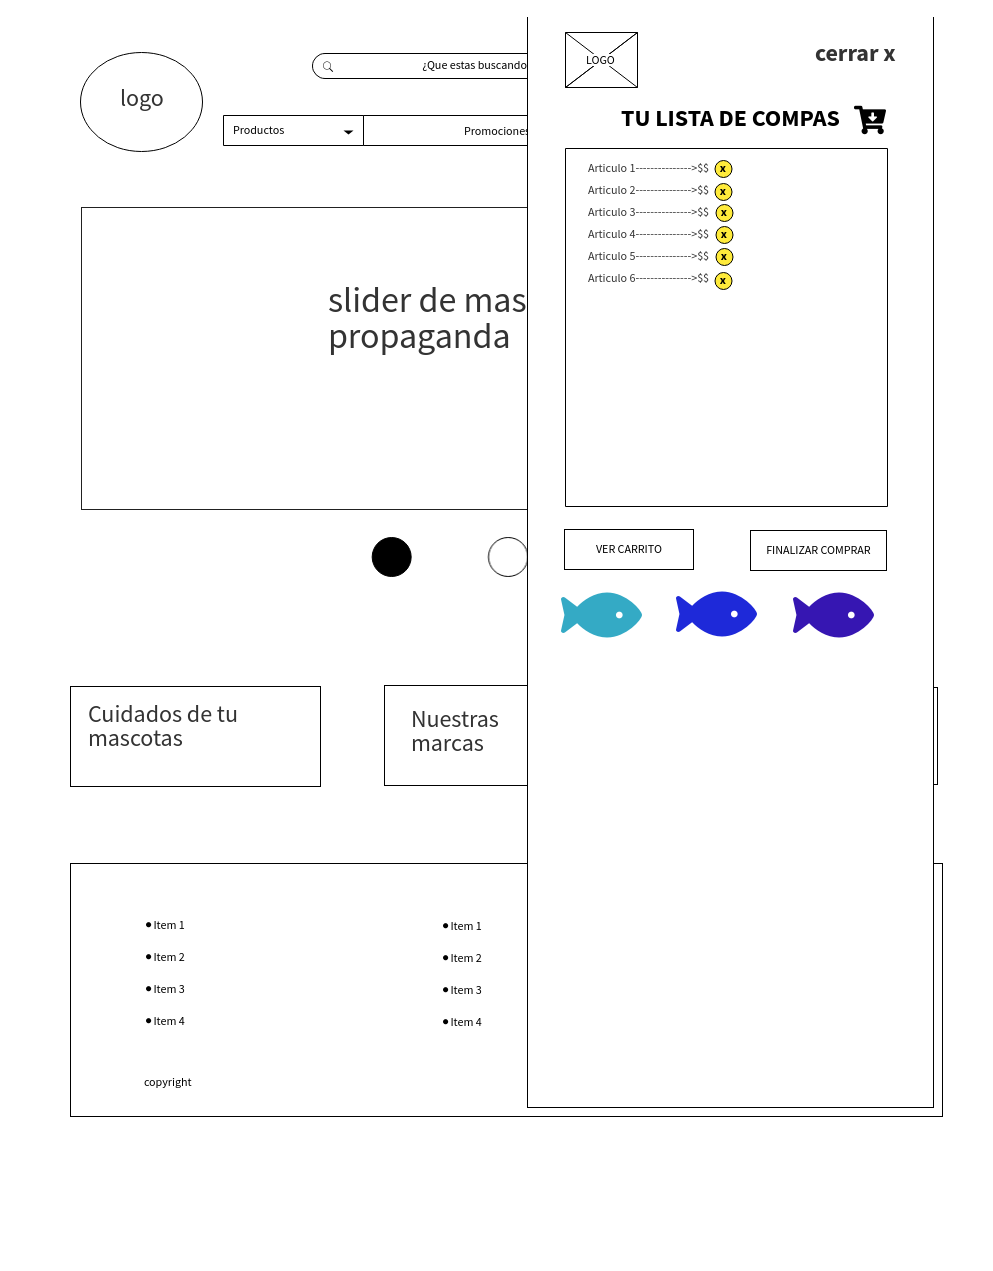 logo
¿Que estas buscando
Productos
Promociones
slider de mas
propaganda
Cuidados de tu
mascotas
Nuestras
marcas
Item 1
Item 2
Item 3
Item 4
copyright
Item 1
Item 2
Item 3
Item 4
LOGO
cerrar x
TU LISTA DE COMPAS
Articulo 1--------------->$$ x
Articulo 2--------------->$$ x
Articulo 3--------------->$$ x
Articulo 4--------------->$$ x
Articulo 5--------------->$$ x
Articulo 6--------------->$$ x
VER CARRITO
FINALIZAR COMPRAR